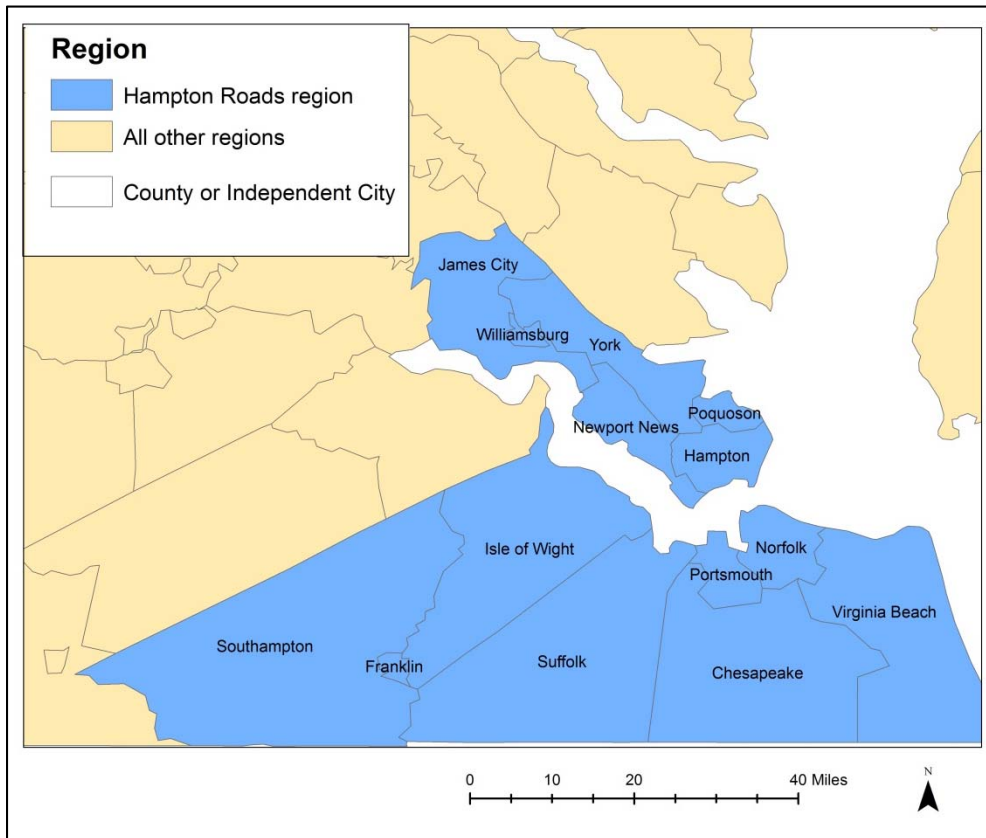 Region
Hampton Roads region
All other regions
County or Independent City
James City
Williamsburg
York
Poquoson
Newport News
Hampton
Isle of Wight
Norfolk
Portsmouth
Virginia Beach
Southampton
Franklin
Suffolk
Chesapeake
0 10 20 40 Miles
N